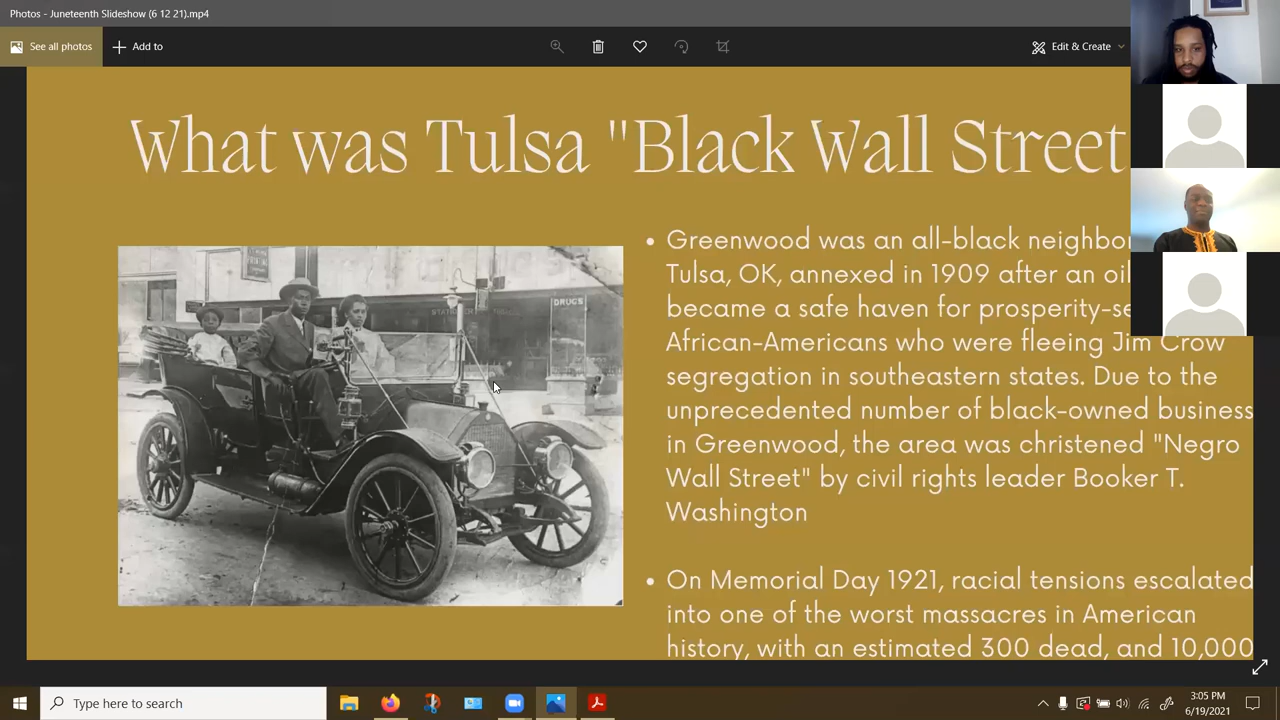 Photos - Juneteenth Slideshow (6 12 21).mp4
See all photos
Add to
Edit & Create
What was Tulsa "Black Wall Street
DRUGS
Greenwood was an all-black
Tulsa, OK, annexed in 1909 after an oil
became a safe haven for
African-Americans who were fleeing Jim Crow
segregation in southeastern states. Due to the
unprecedented number of black-owned business
in Greenwood, the area was christened "Negro
Wall Street" by civil rights leader Booker T.
Washington
On Memorial Day 1921, racial tensions escalated
into one of the worst massacres in American
history, with an estimated 300 dead, and 10,000
Type here to search
3:05 PM
6/19/2021